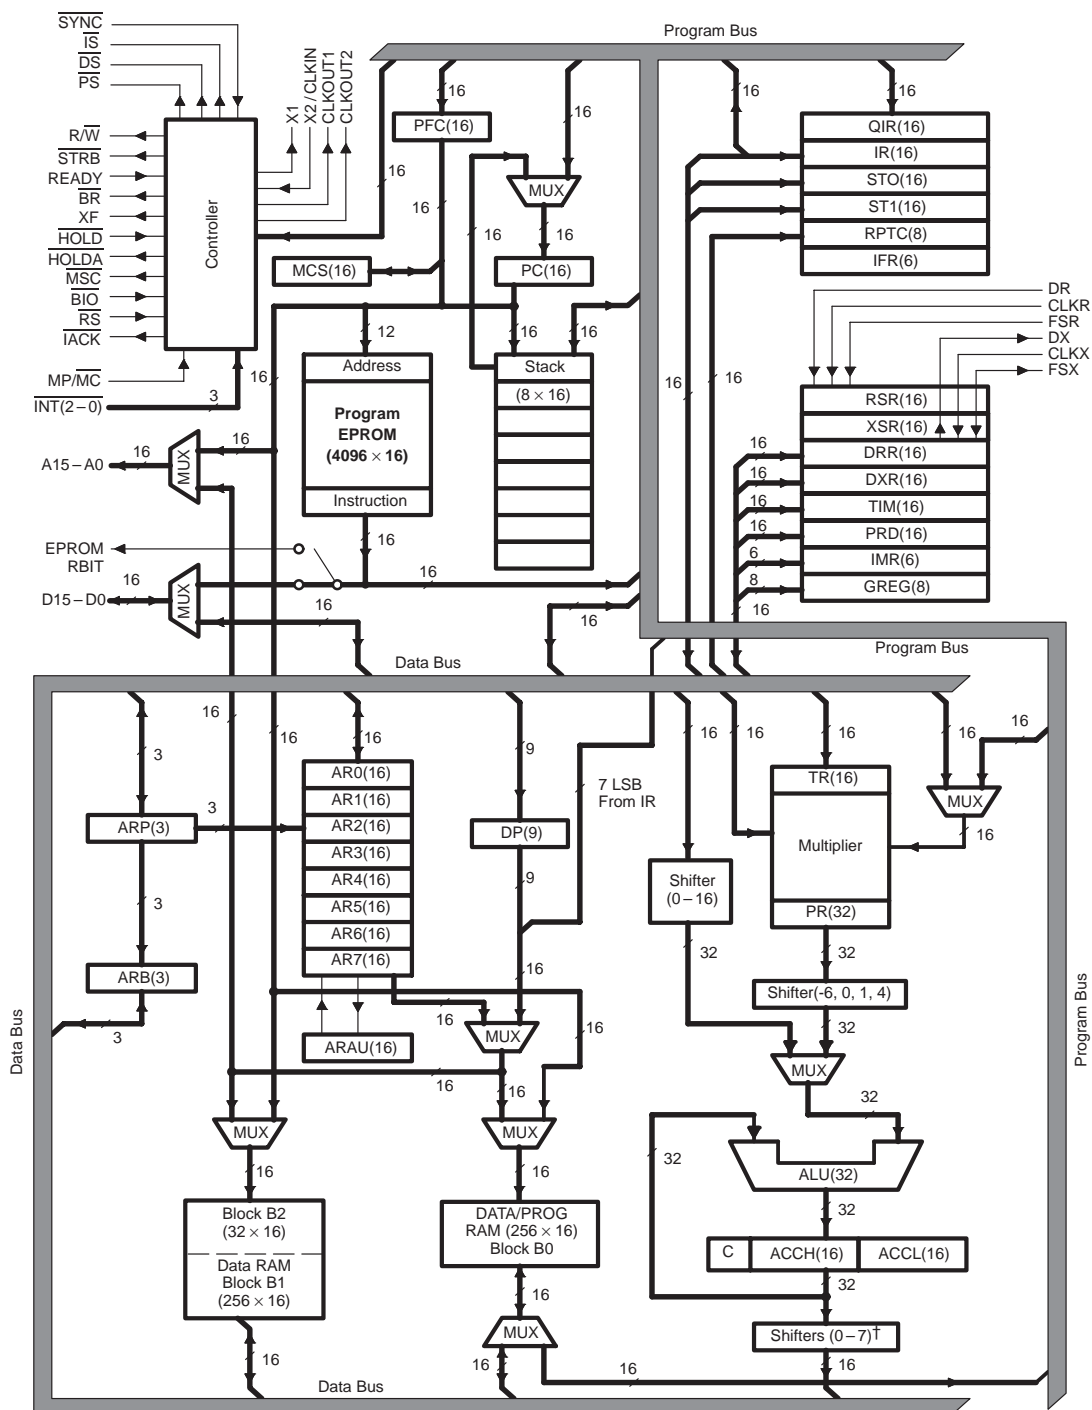 Program Bus
SYNC
IS
DS
PS
X1
X2/CLKIN
CLKOUT1
CLKOUT2
R/W
STRB
READY
BR
XF
HOLD
HOLDA
MSC
BIO
RS
IACK
MP/MC
INT(2–0)
Controller
3
16
16
16
PFC(16)
16
16
MUX
16
16
MCS(16)
PC(16)
12
16
16
Address
Program
EPROM
(4096 × 16)
Instruction
Stack
(8 × 16)
16
16
QIR(16)
IR(16)
STO(16)
ST1(16)
RPTC(8)
IFR(6)
DR
CLKR
FSR
DX
CLKX
FSX
16
16
RSR(16)
XSR(16)
DRR(16)
DXR(16)
TIM(16)
PRD(16)
IMR(6)
GREG(8)
16
16
16
16
6
8
16
A15–A0
16
MUX
16
EPROM
RBIT
D15–D0
16
MUX
16
16
16
16
Data Bus
Program Bus
16
16
3
16
9
16
16
16
16
16
7 LSB
From IR
ARP(3)
3
AR0(16)
AR1(16)
AR2(16)
AR3(16)
AR4(16)
AR5(16)
AR6(16)
AR7(16)
DP(9)
9
TR(16)
Multiplier
PR(32)
MUX
16
Shifter
(0–16)
3
ARB(3)
3
16
32
32
Shifter(-6, 0, 1, 4)
16
MUX
16
32
ARAU(16)
MUX
Data Bus
Program Bus
16
16
32
MUX
MUX
32
ALU(32)
16
16
32
Block B2
(32 × 16)
Data RAM
Block B1
(256 × 16)
DATA/PROG
RAM (256 × 16)
Block B0
C
ACCH(16)
ACCL(16)
32
16
MUX
Shifters (0–7)†
16
16
16
16
Data Bus